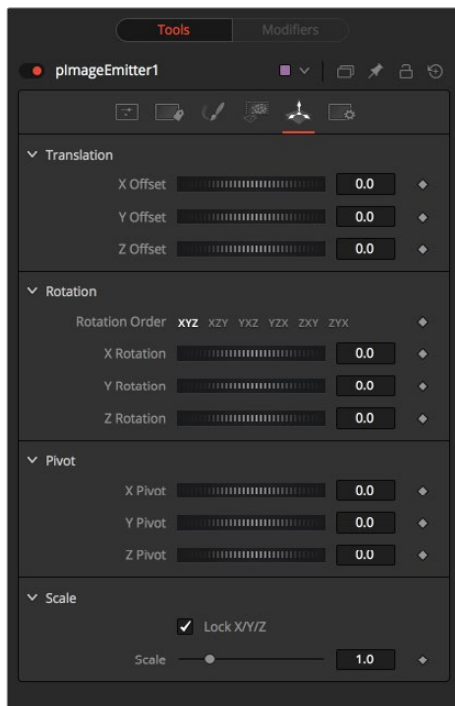 Tools Modifiers
pImageEmitter1
Translation
X Offset 0.0
Y Offset 0.0
Z Offset 0.0
Rotation
Rotation Order XYZ XZY YXZ YZX ZXY ZYX
X Rotation 0.0
Y Rotation 0.0
Z Rotation 0.0
Pivot
X Pivot 0.0
Y Pivot 0.0
Z Pivot 0.0
Scale
Lock X/Y/Z
Scale 1.0